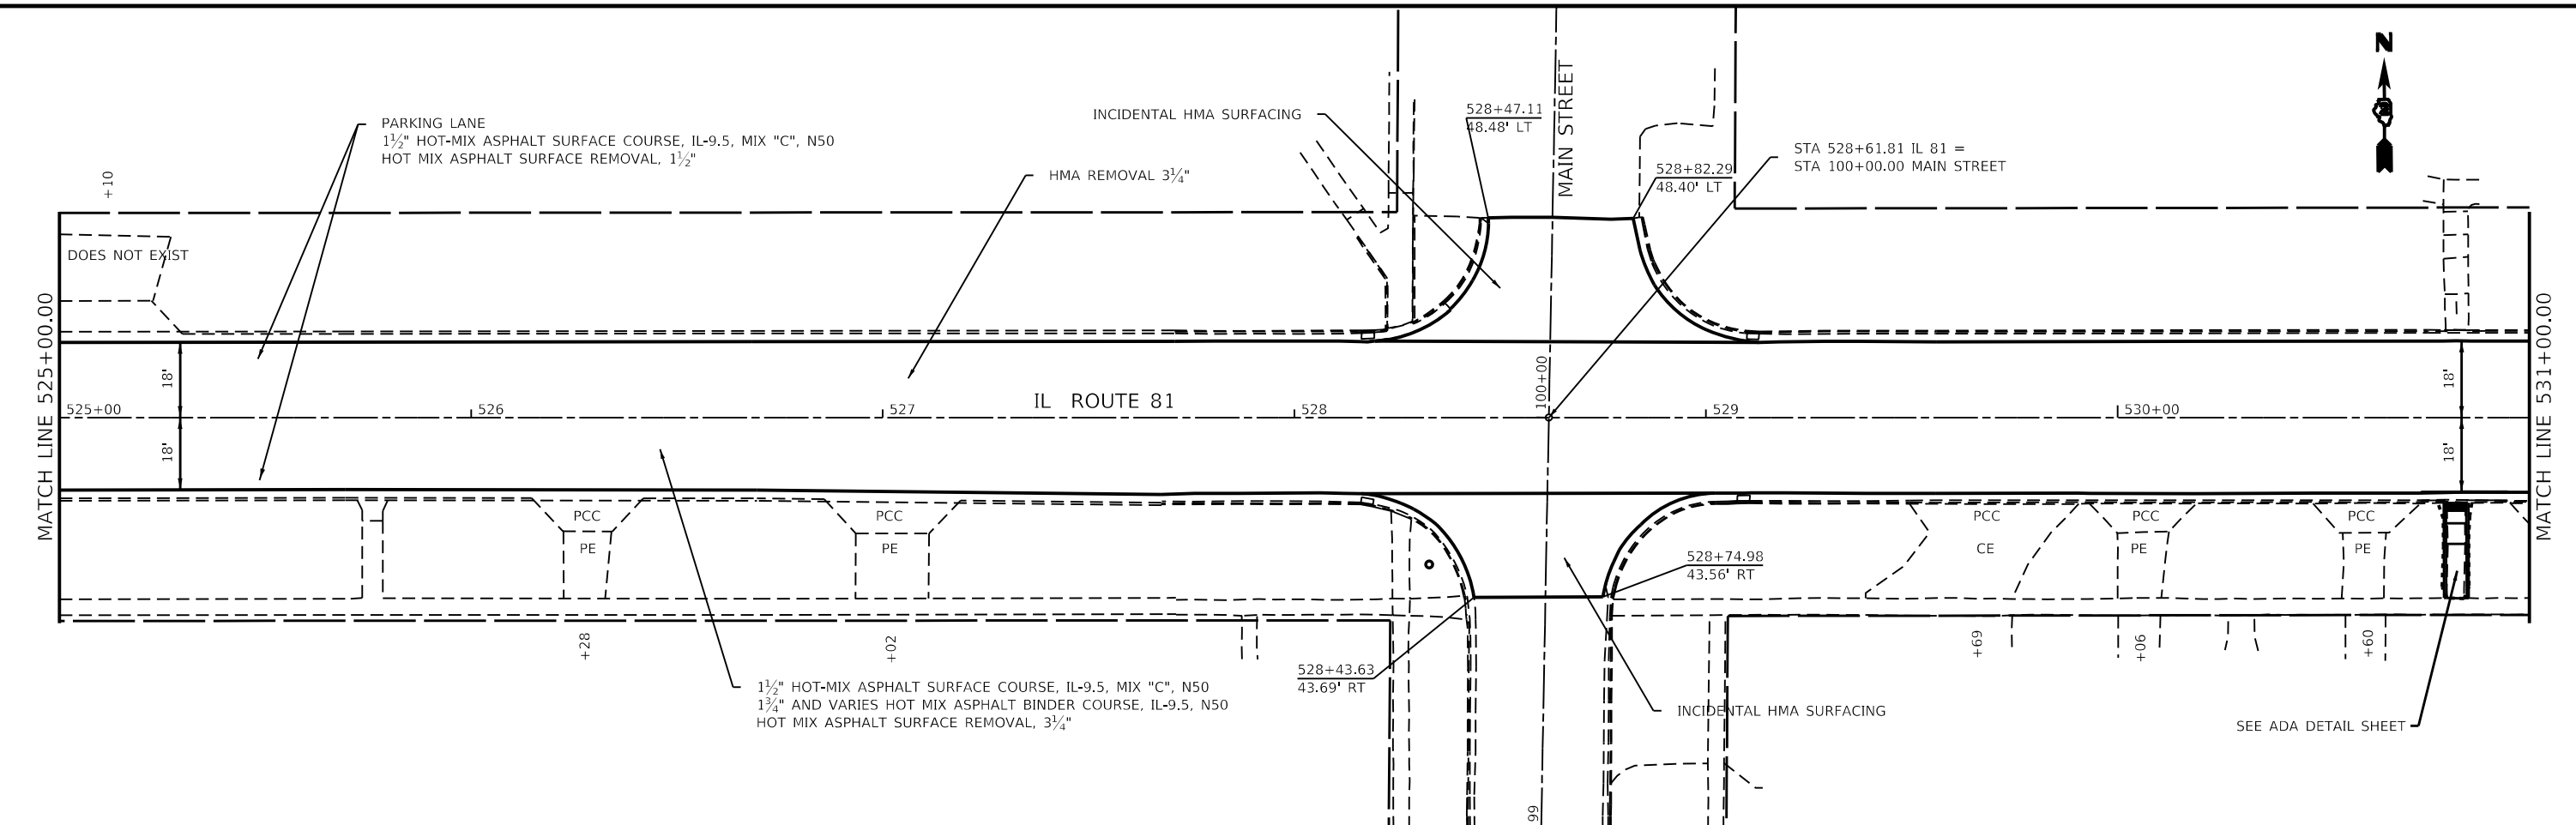 N
INCIDENTAL HMA SURFACING
528+47.11
48.48' LT
MAIN STREET
PARKING LANE
1½" HOT-MIX ASPHALT SURFACE COURSE, IL-9.5, MIX "C", N50
HOT MIX ASPHALT SURFACE REMOVAL, 1½"
STA 528+61.81 IL 81 =
STA 100+00.00 MAIN STREET
HMA REMOVAL 3¼"
528+82.29
48.40' LT
+10
DOES NOT EXIST
MATCH LINE 525+00.00
MATCH LINE 531+00.00
18'
18'
100+00
525+00
526
527
IL ROUTE 81
528
529
530+00
18'
18'
PCC
PE
PCC
PE
PCC
CE
PCC
PE
PCC
PE
528+74.98
43.56' RT
+28
+02
+69
+06
+60
528+43.63
43.69' RT
1½" HOT-MIX ASPHALT SURFACE COURSE, IL-9.5, MIX "C", N50
1¾" AND VARIES HOT MIX ASPHALT BINDER COURSE, IL-9.5, N50
HOT MIX ASPHALT SURFACE REMOVAL, 3¼"
INCIDENTAL HMA SURFACING
SEE ADA DETAIL SHEET
99